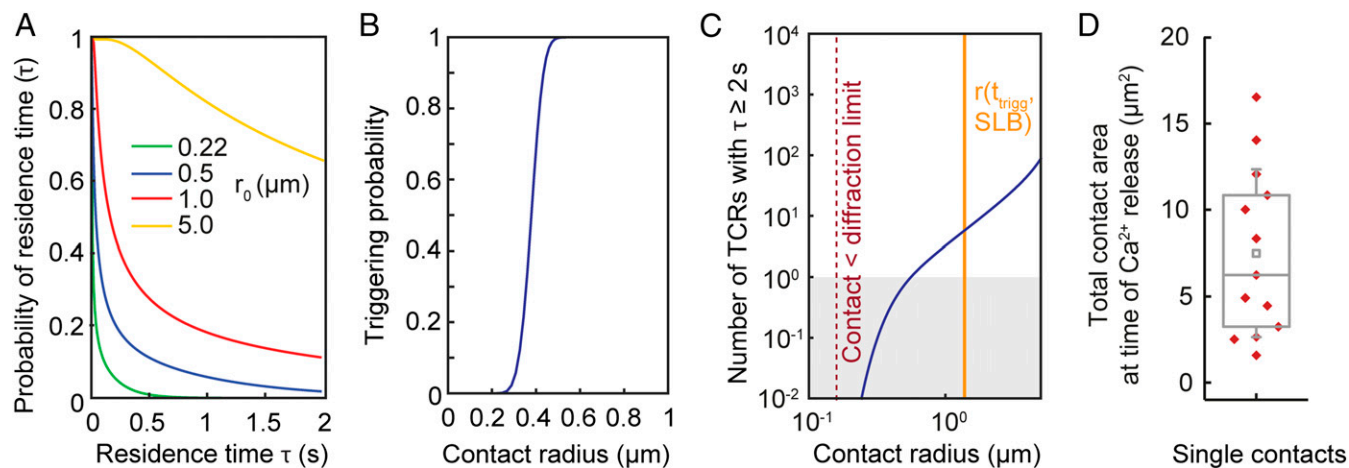 A
Probability of residence time (τ)
1
0.8
0.6
0.4
0.2
0
0.22
0.5
1.0
5.0
r₀ (μm)
0 0.5 1 1.5 2
Residence time τ (s)
B
Triggering probability
1
0.8
0.6
0.4
0.2
0
0 0.2 0.4 0.6 0.8 1
Contact radius (μm)
C
Number of TCRs with τ ≥ 2s
10⁴
10³
10²
10¹
10⁰
10⁻¹
10⁻²
Contact < diffraction limit
r(t_trigg,
SLB)
10⁻¹ 10⁰
Contact radius (μm)
D
Total contact area
at time of Ca²⁺ release (μm²)
20
15
10
5
0
Single contacts